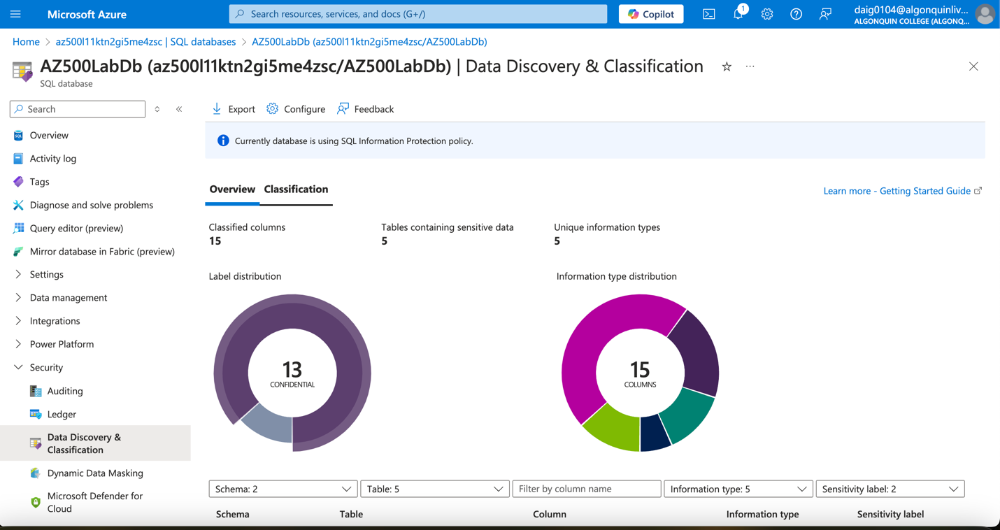 Microsoft Azure
Search resources, services, and docs (G+/)
Copilot
1
daig0104@algonquinliv...
ALGONQUIN COLLEGE (ALGONQ...
Home > az500l11ktn2gi5me4zsc | SQL databases > AZ500LabDb (az500l11ktn2gi5me4zsc/AZ500LabDb)
AZ500LabDb (az500l11ktn2gi5me4zsc/AZ500LabDb) | Data Discovery & Classification
SQL database
Search
Overview
Activity log
Tags
Diagnose and solve problems
Query editor (preview)
Mirror database in Fabric (preview)
Settings
Data management
Integrations
Power Platform
Security
Auditing
Ledger
Data Discovery &
Classification
Dynamic Data Masking
Microsoft Defender for
Cloud
Export
Configure
Feedback
Currently database is using SQL Information Protection policy.
Overview
Classification
Learn more - Getting Started Guide
Classified columns
15
Tables containing sensitive data
5
Unique information types
5
Label distribution
13
CONFIDENTIAL
Information type distribution
15
COLUMNS
Schema: 2
Table: 5
Filter by column name
Information type: 5
Sensitivity label: 2
Schema
Table
Column
Information type
Sensitivity label